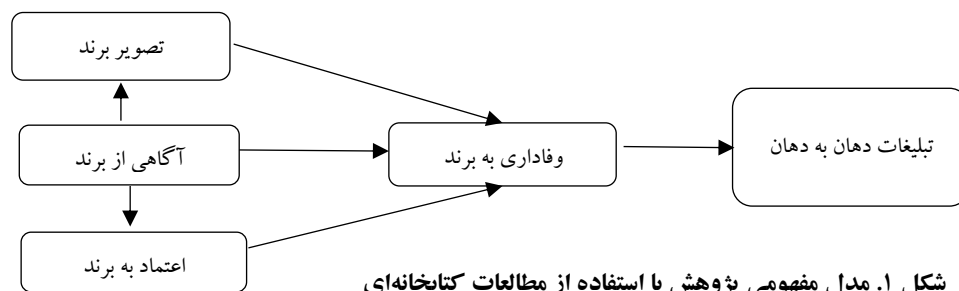 تصویر برند
آگاهی از برند
وفاداری به برند
تبلیغات دهان به دهان
اعتماد به برند
شکل ۱. مدل مفهومی پژوهش با استفاده از مطالعات کتابخانه‌ای